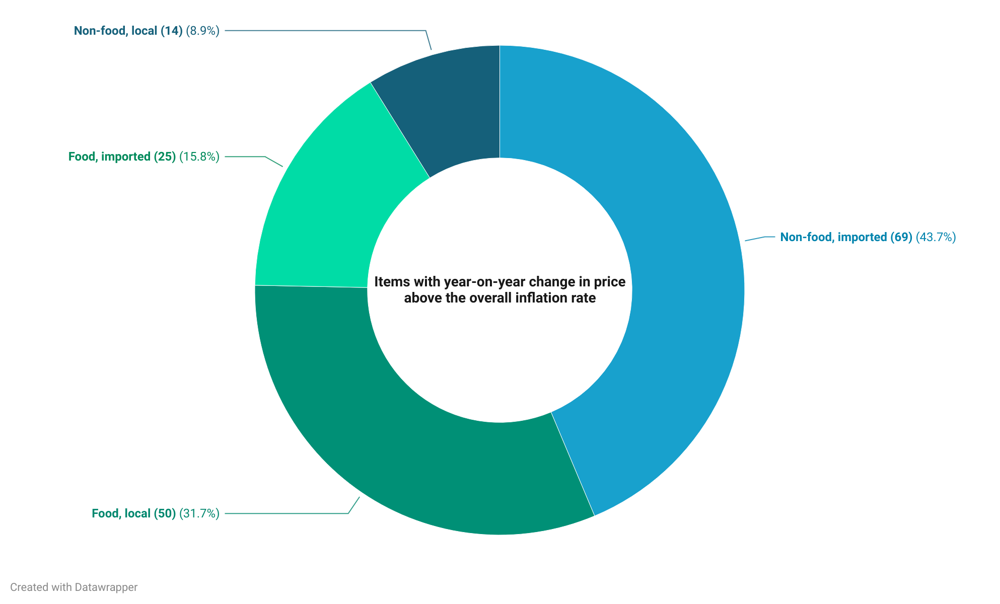 Non-food, local (14) (8.9%)
Food, imported (25) (15.8%)
Non-food, imported (69) (43.7%)
Items with year-on-year change in price
above the overall inflation rate
Food, local (50) (31.7%)
Created with Datawrapper